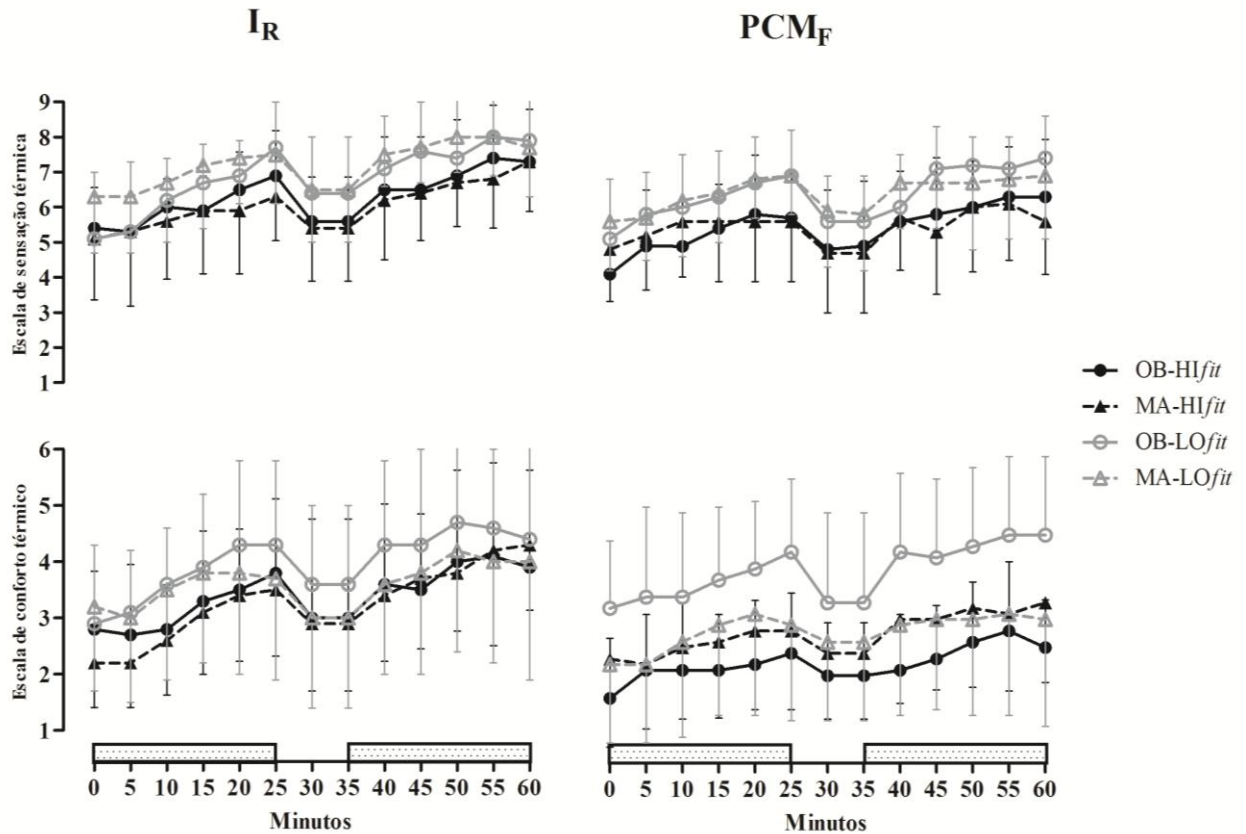 I_R
PCM_F
Escala de sensação térmica
9
8
7
6
5
4
3
2
1
OB-HIfit
MA-HIfit
OB-LOfit
MA-LOfit
Escala de conforto térmico
6
5
4
3
2
1
0 5 10 15 20 25 30 35 40 45 50 55 60
Minutos
0 5 10 15 20 25 30 35 40 45 50 55 60
Minutos